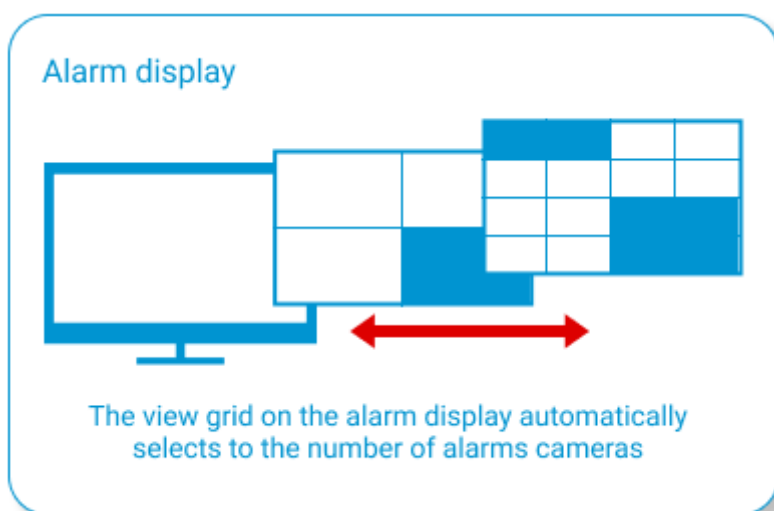 Alarm display
The view grid on the alarm display automatically
selects to the number of alarms cameras